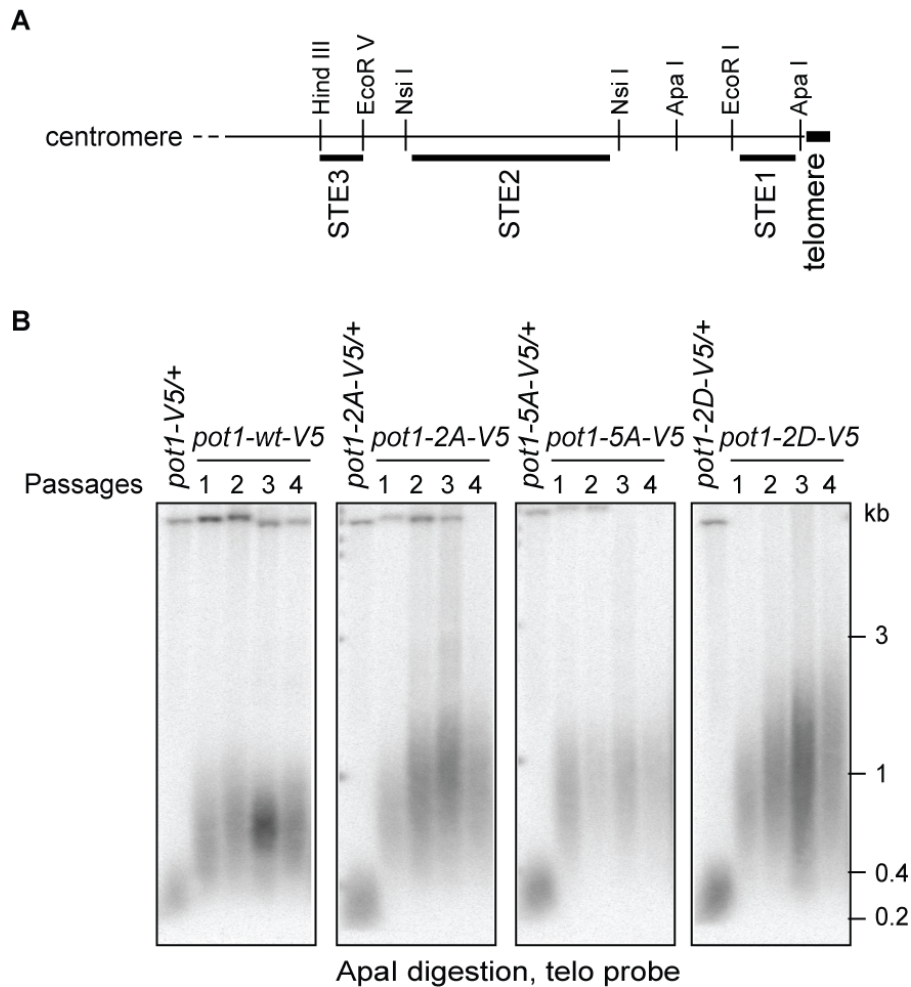 A
Hind III
EcoR V
Nsi I
Nsi I
Apa I
EcoR I
Apa I
centromere
STE3
STE2
STE1
telomere
B
pot1-V5/+
pot1-wt-V5
pot1-2A-V5/+
pot1-2A-V5
pot1-5A-V5/+
pot1-5A-V5
pot1-2D-V5/+
pot1-2D-V5
Passages 1 2 3 4 1 2 3 4 1 2 3 4 1 2 3 4
kb
3
1
0.4
0.2
ApaI digestion, telo probe